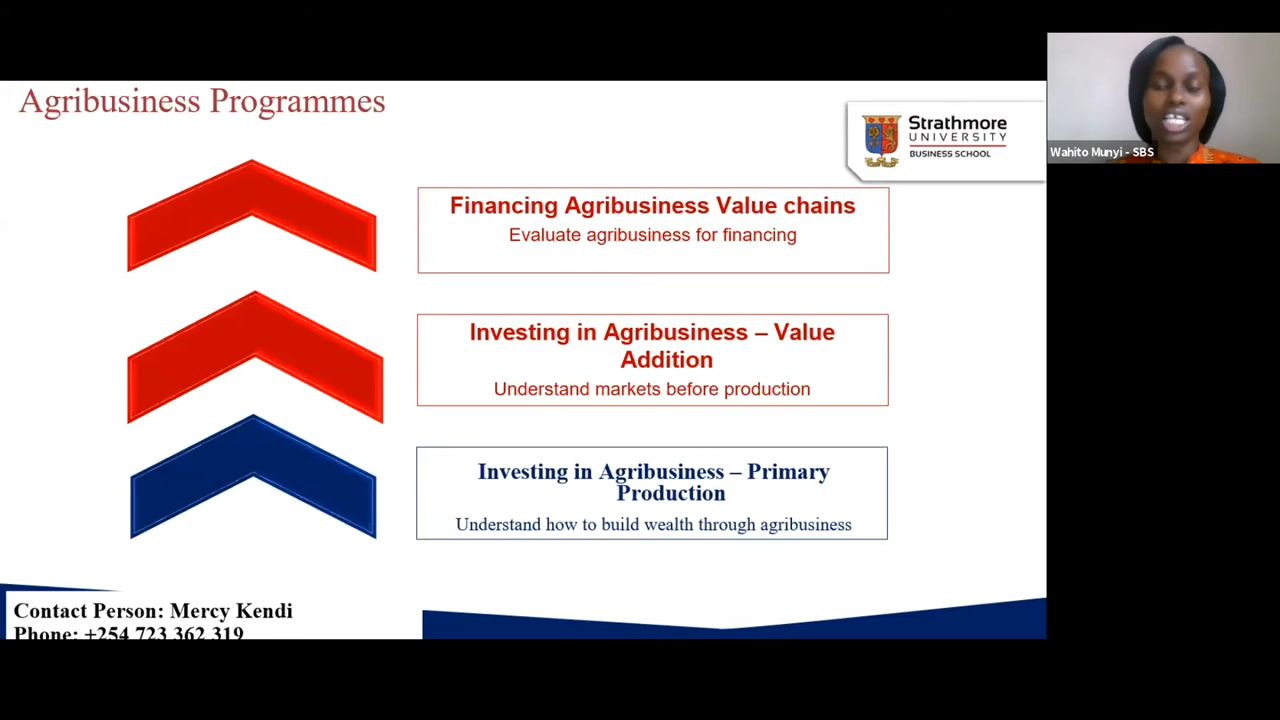 Agribusiness Programmes
Strathmore
UNIVERSITY
BUSINESS SCHOOL
Wahito Munyi - SBS
Financing Agribusiness Value chains
Evaluate agribusiness for financing
Investing in Agribusiness – Value
Addition
Understand markets before production
Investing in Agribusiness – Primary
Production
Understand how to build wealth through agribusiness
Contact Person: Mercy Kendi
Phone: +254 723 362 319